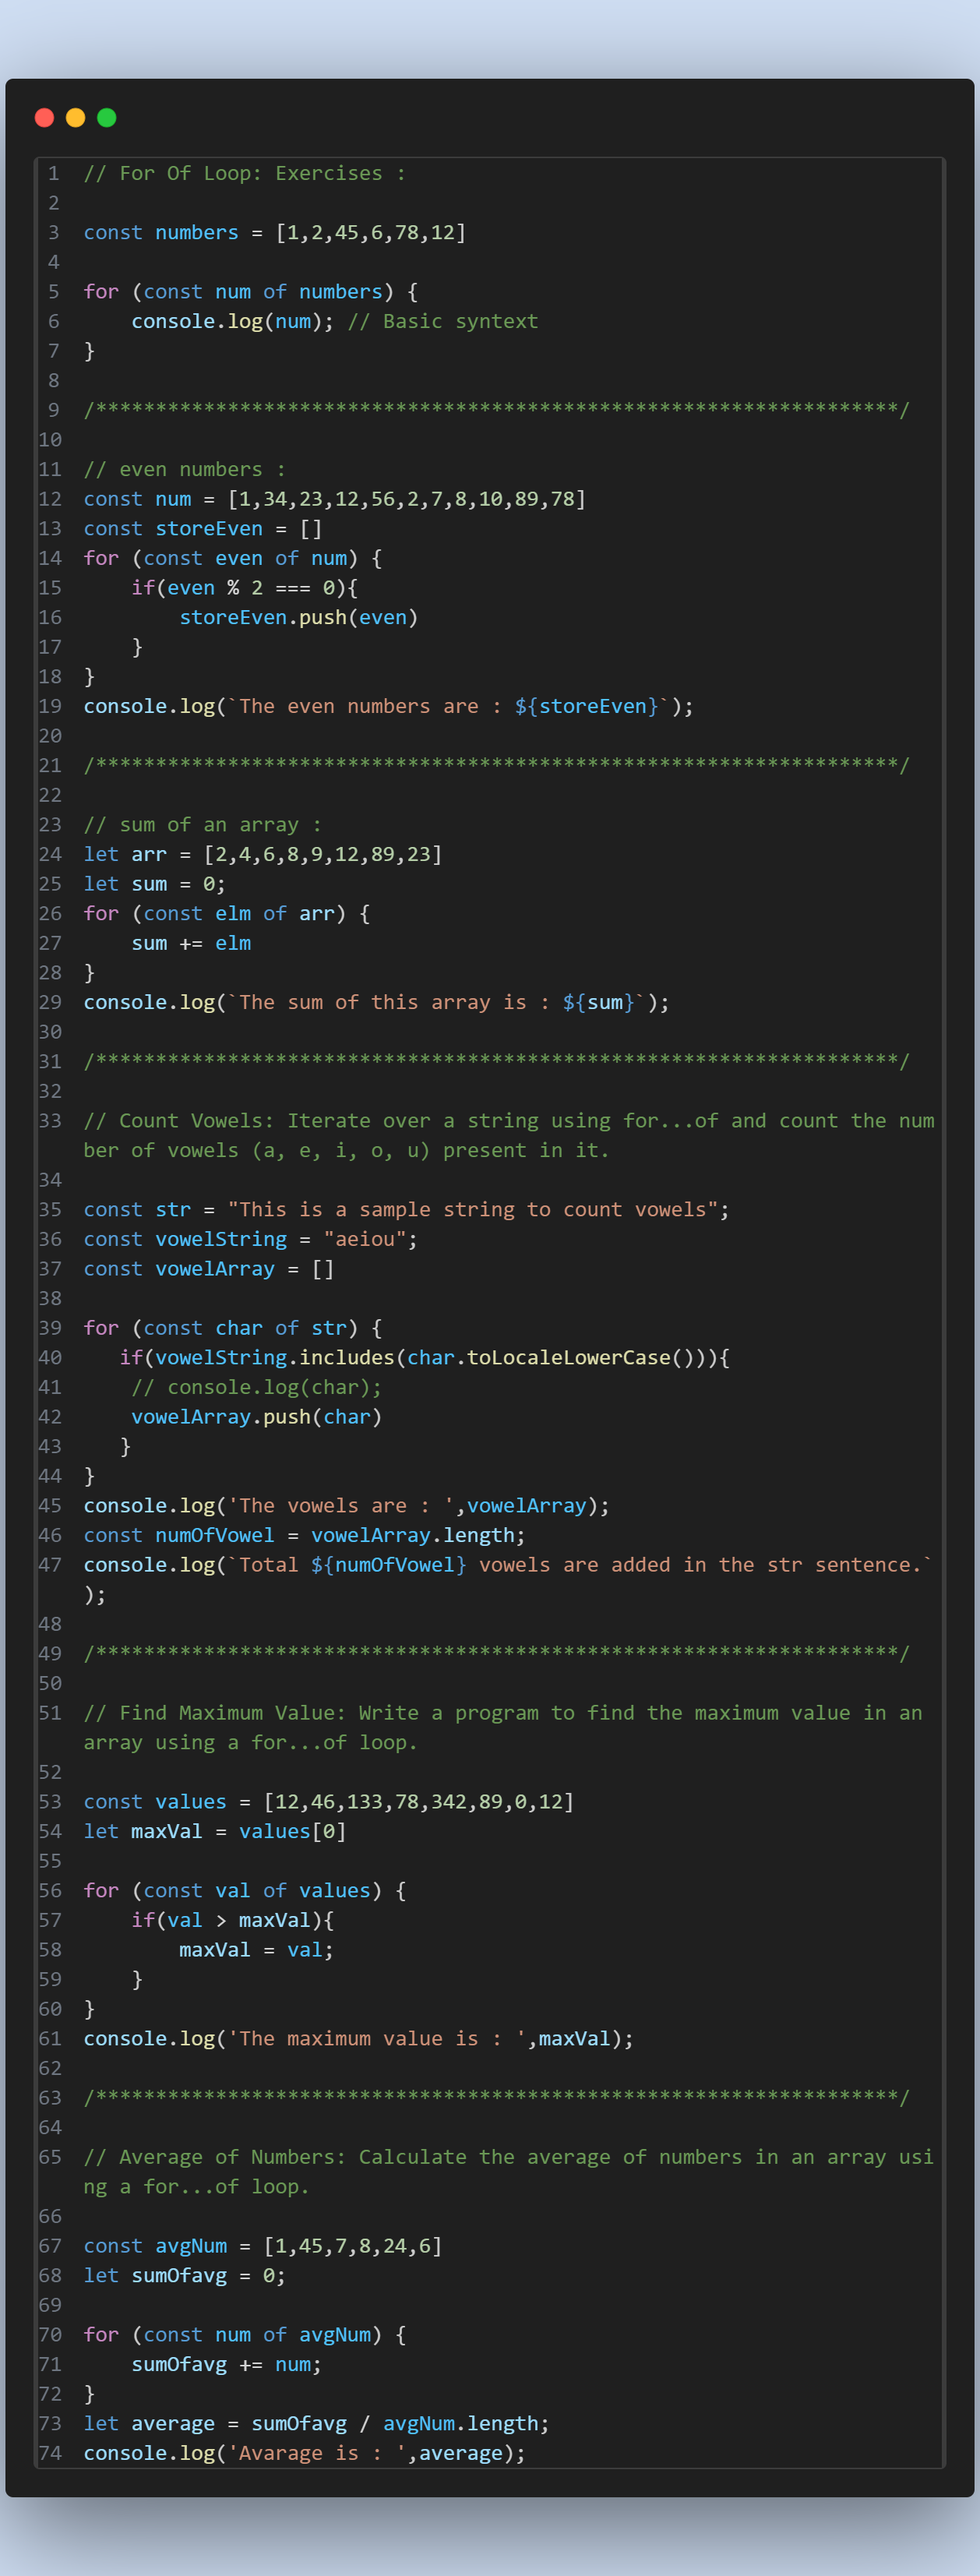 1 // For Of Loop: Exercises :
2
3 const numbers = [1,2,45,6,78,12]
4
5 for (const num of numbers) {
6     console.log(num); // Basic syntext
7 }
8
9 /*******************************************************************/
10
11 // even numbers :
12 const num = [1,34,23,12,56,2,7,8,10,89,78]
13 const storeEven = []
14 for (const even of num) {
15     if(even % 2 === 0){
16         storeEven.push(even)
17     }
18 }
19 console.log(`The even numbers are : ${storeEven}`);
20
21 /*******************************************************************/
22
23 // sum of an array :
24 let arr = [2,4,6,8,9,12,89,23]
25 let sum = 0;
26 for (const elm of arr) {
27     sum += elm
28 }
29 console.log(`The sum of this array is : ${sum}`);
30
31 /*******************************************************************/
32
33 // Count Vowels: Iterate over a string using for...of and count the num
ber of vowels (a, e, i, o, u) present in it.
34
35 const str = "This is a sample string to count vowels";
36 const vowelString = "aeiou";
37 const vowelArray = []
38
39 for (const char of str) {
40    if(vowelString.includes(char.toLocaleLowerCase())){
41     // console.log(char);
42     vowelArray.push(char)
43    }
44 }
45 console.log('The vowels are : ',vowelArray);
46 const numOfVowel = vowelArray.length;
47 console.log(`Total ${numOfVowel} vowels are added in the str sentence.`
);
48
49 /*******************************************************************/
50
51 // Find Maximum Value: Write a program to find the maximum value in an
array using a for...of loop.
52
53 const values = [12,46,133,78,342,89,0,12]
54 let maxVal = values[0]
55
56 for (const val of values) {
57     if(val > maxVal){
58         maxVal = val;
59     }
60 }
61 console.log('The maximum value is : ',maxVal);
62
63 /*******************************************************************/
64
65 // Average of Numbers: Calculate the average of numbers in an array usi
ng a for...of loop.
66
67 const avgNum = [1,45,7,8,24,6]
68 let sumOfavg = 0;
69
70 for (const num of avgNum) {
71     sumOfavg += num;
72 }
73 let average = sumOfavg / avgNum.length;
74 console.log('Avarage is : ',average);